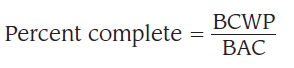 Percent complete = BCWP
BAC